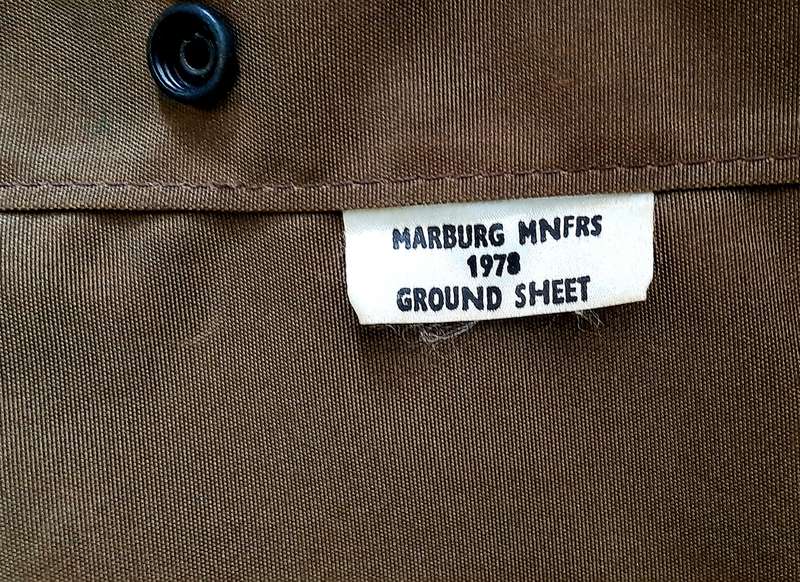 MARBURG MNFRS
1978
GROUND SHEET